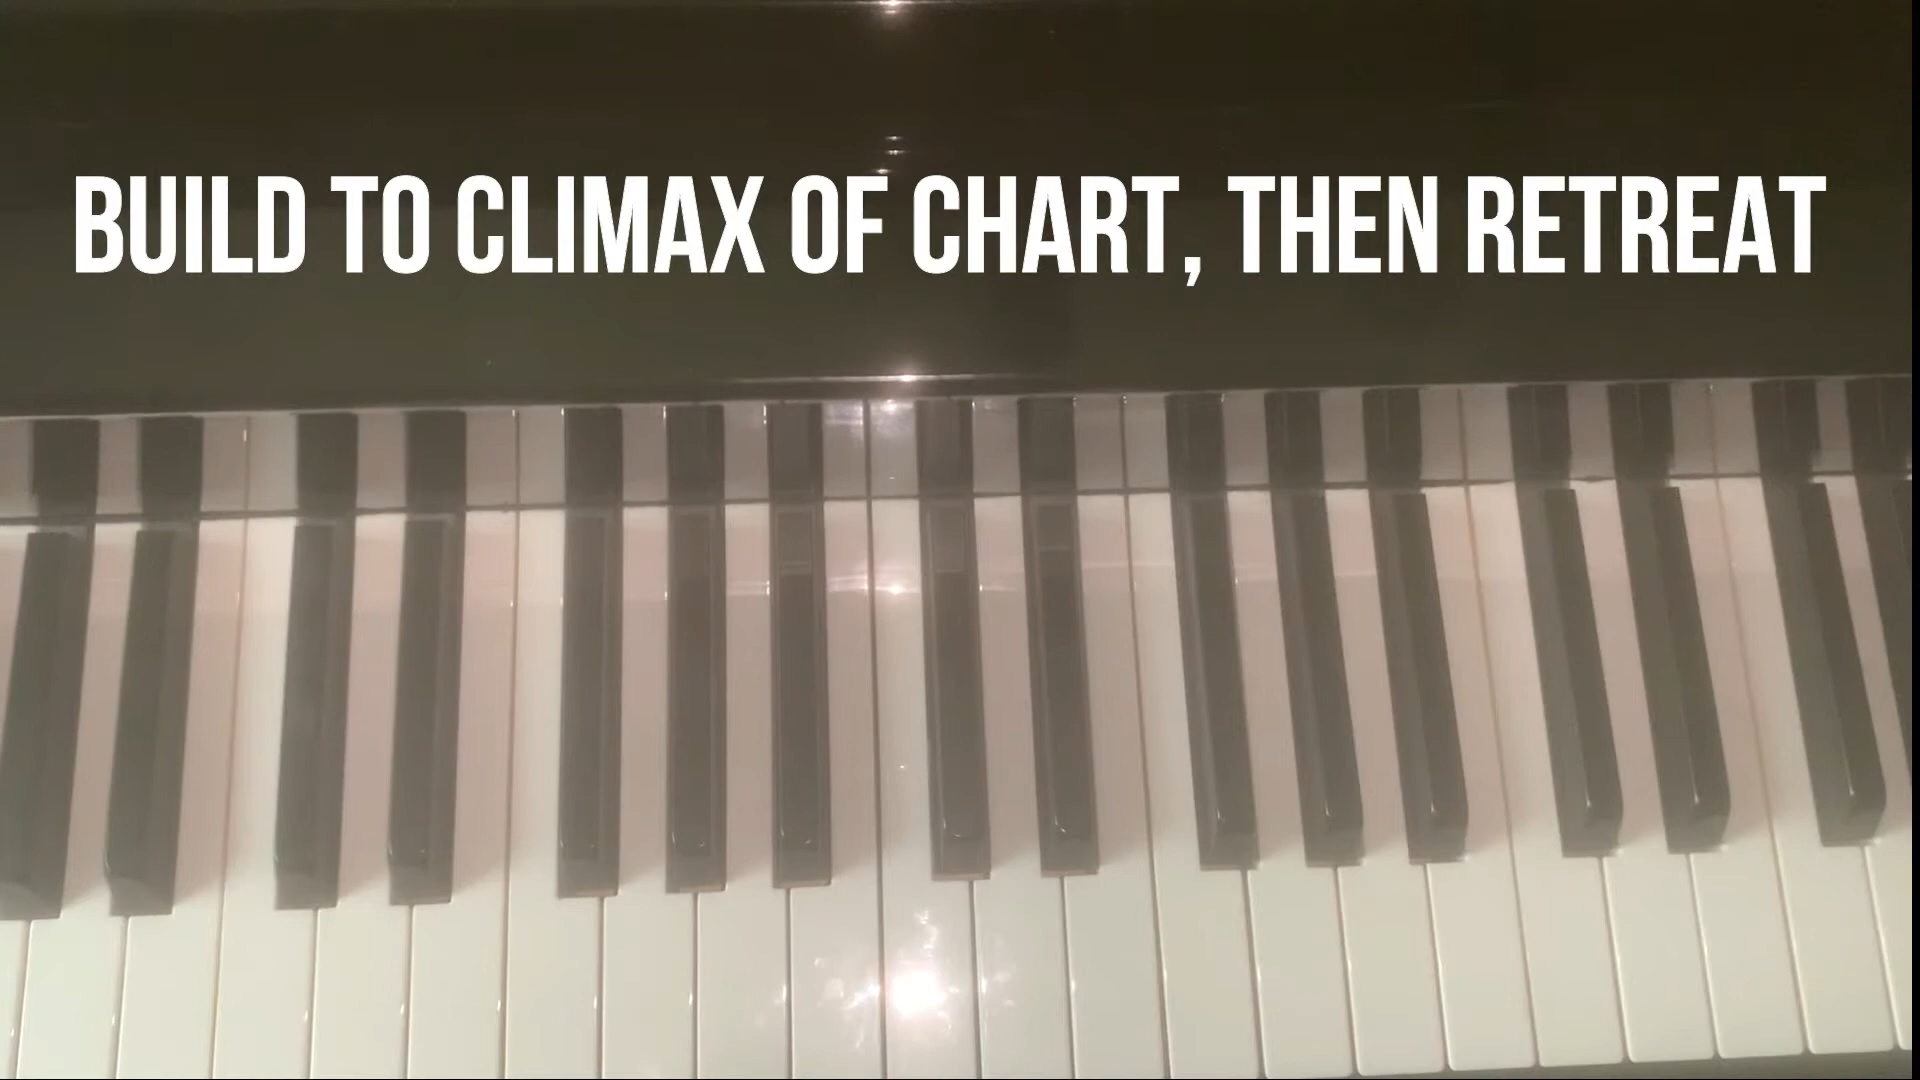 BUILD TO CLIMAX OF CHART, THEN RETREAT